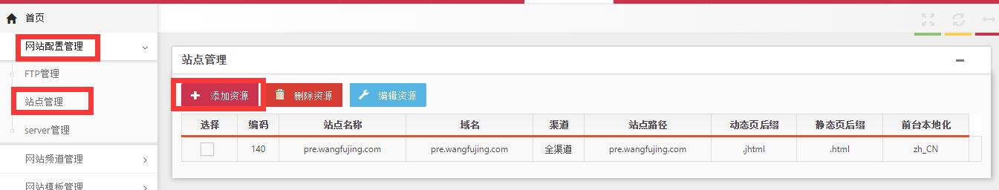 首页
网站配置管理
FTP管理
站点管理
server管理
网站频道管理
网站模板管理
站点管理
添加资源 删除资源 编辑资源
选择 编码 站点名称 域名 渠道 站点路径 动态页后缀 静态页后缀 前台本地化
140 pre.wangfujing.com pre.wangfujing.com 全渠道 pre.wangfujing.com .jhtml .html zh_CN